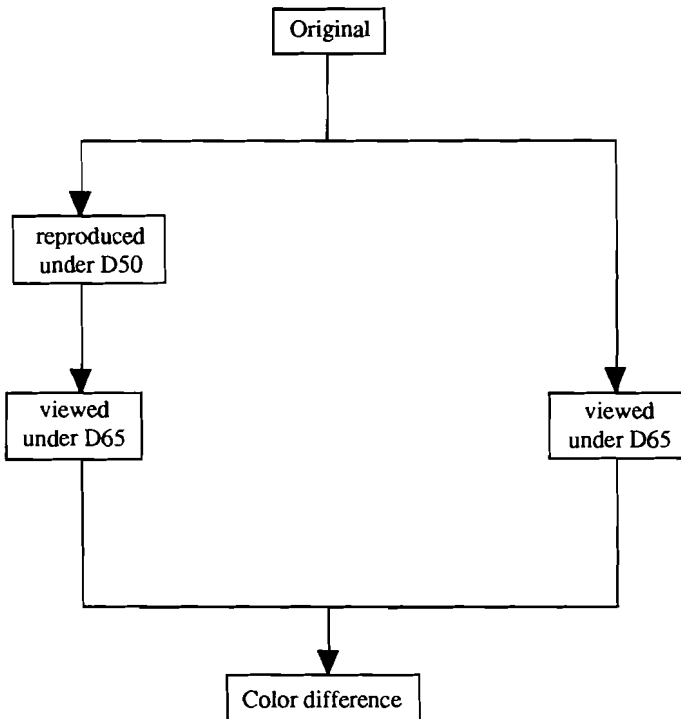 Original
reproduced
under D50
viewed
under D65
viewed
under D65
Color difference